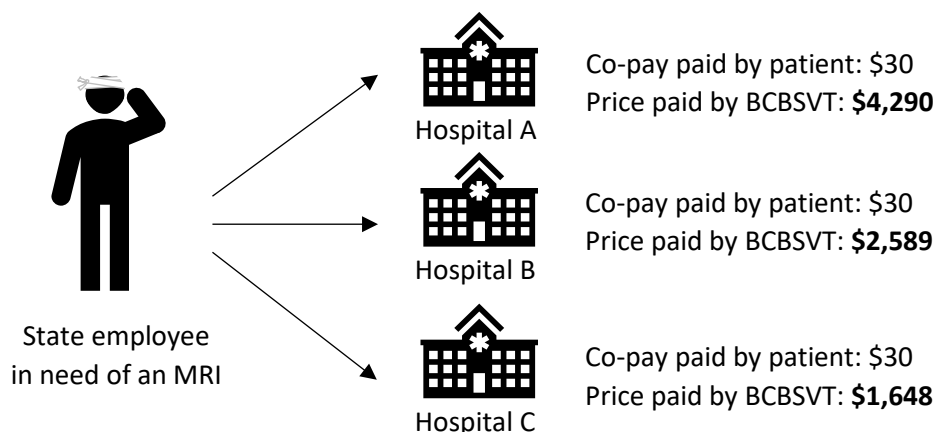 Co-pay paid by patient: $30
Price paid by BCBSVT: $4,290
Hospital A
Co-pay paid by patient: $30
Price paid by BCBSVT: $2,589
Hospital B
State employee
in need of an MRI
Co-pay paid by patient: $30
Price paid by BCBSVT: $1,648
Hospital C